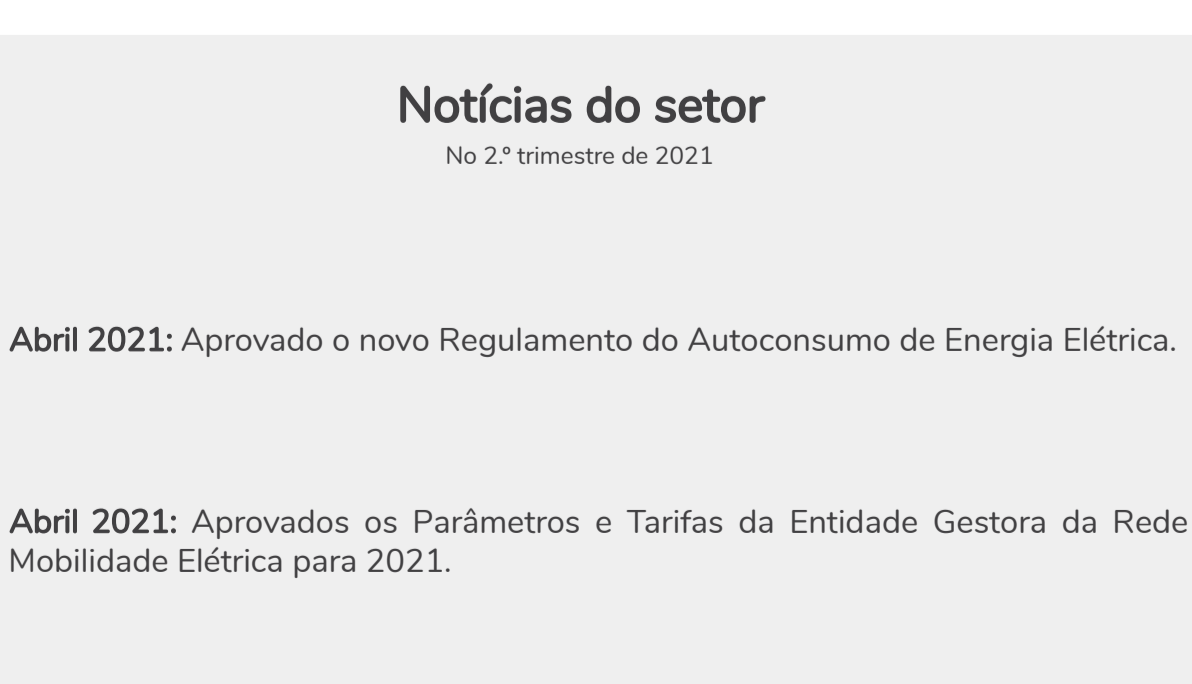 Notícias do setor
No 2.º trimestre de 2021
Abril 2021: Aprovado o novo Regulamento do Autoconsumo de Energia Elétrica.
Abril 2021: Aprovados os Parâmetros e Tarifas da Entidade Gestora da Rede
Mobilidade Elétrica para 2021.